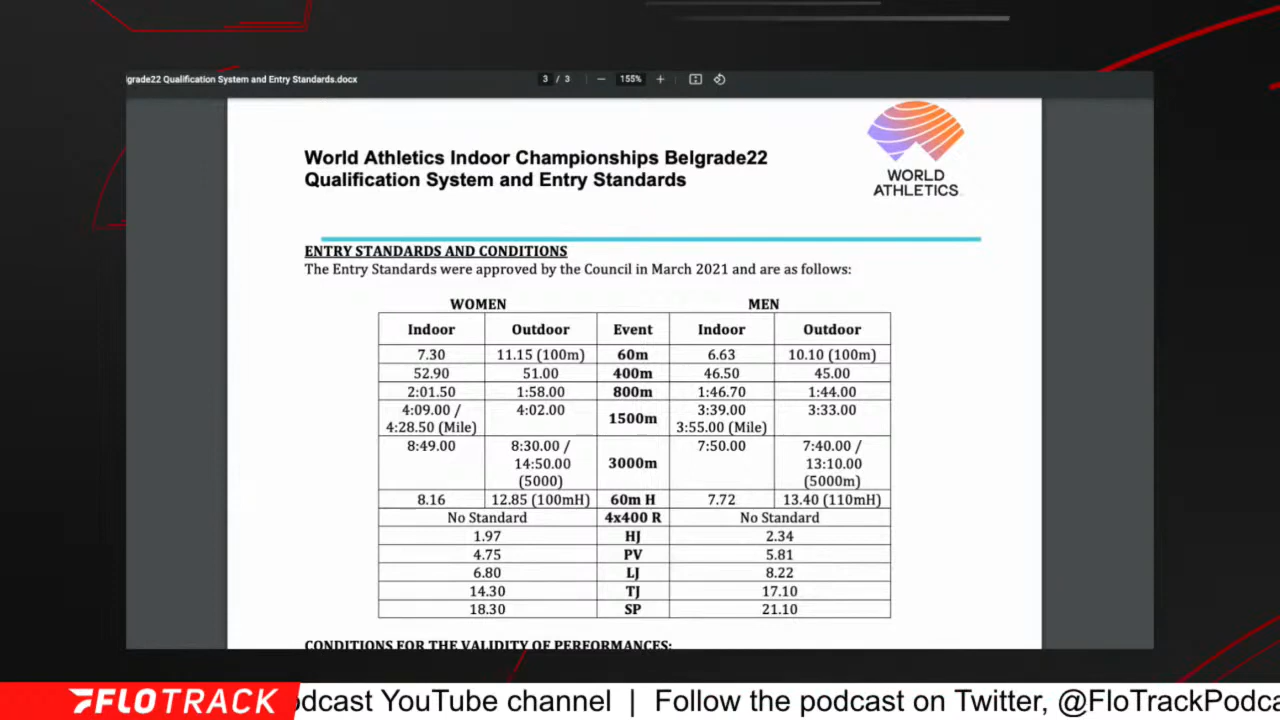 grade22 Qualification System and Entry Standards.docx 3 / 3 155%
World Athletics Indoor Championships Belgrade22
Qualification System and Entry Standards
WORLD
ATHLETICS
ENTRY STANDARDS AND CONDITIONS
The Entry Standards were approved by the Council in March 2021 and are as follows:
WOMEN MEN
Indoor Outdoor Event Indoor Outdoor
7.30 11.15 (100m) 60m 6.63 10.10 (100m)
52.90 51.00 400m 46.50 45.00
2:01.50 1:58.00 800m 1:46.70 1:44.00
4:09.00 / 4:02.00 1500m 3:39.00 3:33.00
4:28.50 (Mile) 3:55.00 (Mile)
8:49.00 8:30.00 / 3000m 7:50.00 7:40.00 /
14:50.00 13:10.00
(5000) (5000m)
8.16 12.85 (100mH) 60m H 7.72 13.40 (110mH)
No Standard 4x400 R No Standard
1.97 HJ 2.34
4.75 PV 5.81
6.80 LJ 8.22
14.30 TJ 17.10
18.30 SP 21.10
CONDITIONS FOR THE VALIDITY OF PERFORMANCES:
FLOTRACK odcast YouTube channel | Follow the podcast on Twitter, @FloTrackPodca